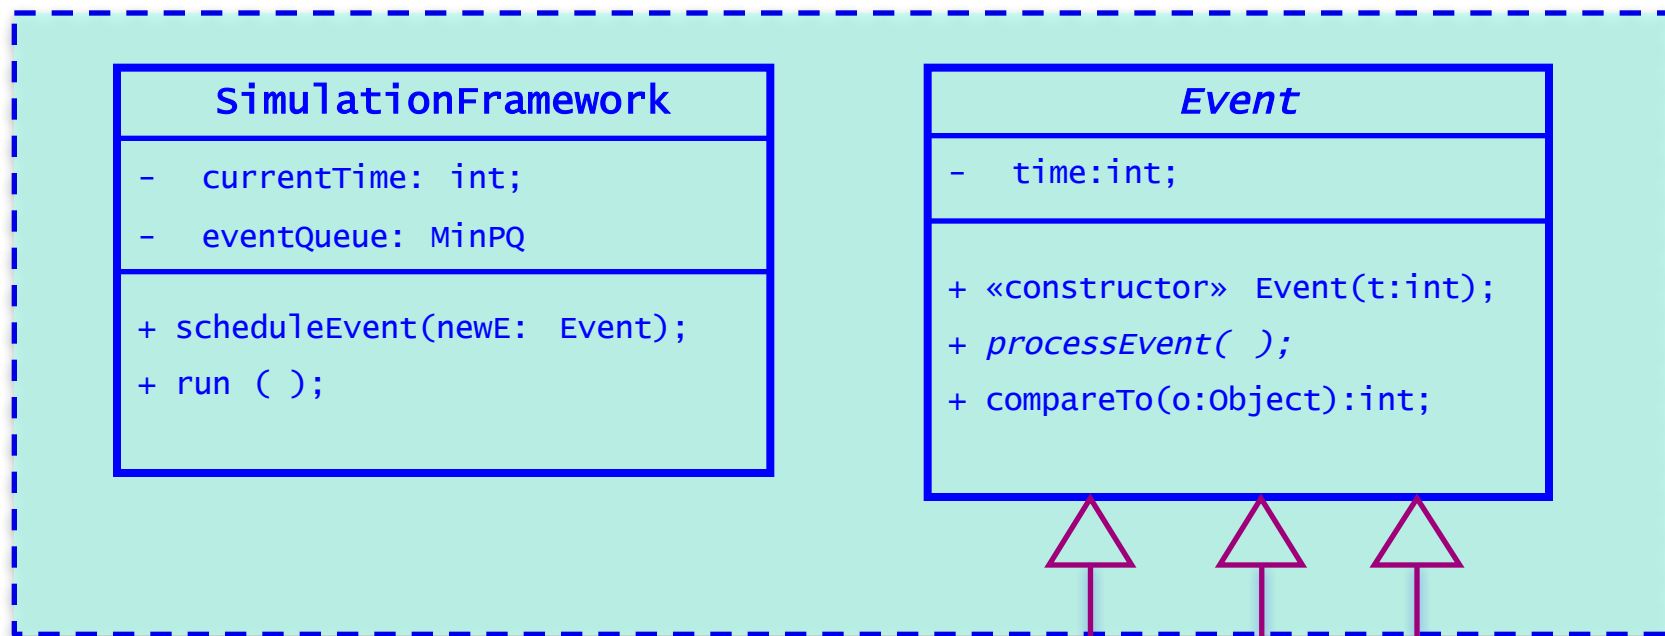 SimulationFramework
- currentTime: int;
- eventQueue: MinPQ
+ scheduleEvent(newE: Event);
+ run ( );
Event
- time:int;
+ «constructor» Event(t:int);
+ processEvent( );
+ compareTo(o:Object):int;